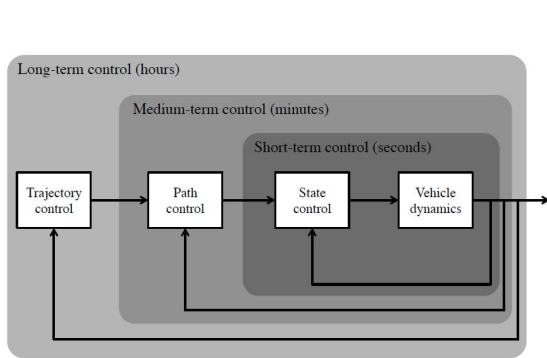 Long-term control (hours)
Medium-term control (minutes)
Short-term control (seconds)
Trajectory
control
Path
control
State
control
Vehicle
dynamics